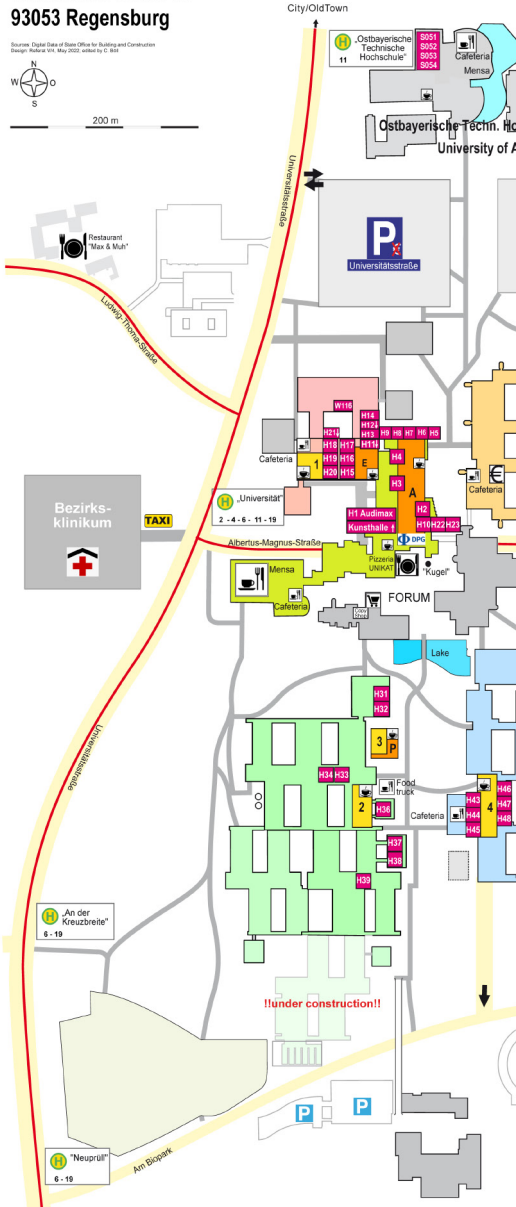 93053 Regensburg
Sources: Digital Data of State Office for Building and Construction
Design: Referat V/4, May 2022, edited by C. Böll
N
W
O
S
200 m
City/OldTown
H
„Ostbayerische
Technische
Hochschule"
11
S051
S052
S053
S054
Cafeteria
Mensa
Ostbayerische Techn. Ho
University of A
Universitätsstraße
P
Universitätsstraße
Restaurant
"Max & Muh"
Ludwig-Thoma-Straße
W116
H14
H12↓
H13
H11↓
H21↓
H18
H17
H19
H16
H20
H15
H9
H8
H7
H6
H5
H4
H3
H2
H10
H22
H23
1
E
A
Cafeteria
Cafeteria
H
„Universität"
2 - 4 - 6 - 11 - 19
H1 Audimax
Kunsthalle
DPG
Bezirks-
klinikum
TAXI
Albertus-Magnus-Straße
Pizzeria
UNIKAT
"Kugel"
Mensa
Cafeteria
FORUM
Copy
Shop
Lake
H31
H32
3
P
H34
H33
Food
truck
2
H36
Cafeteria
H43
H44
H45
4
H46
H47
H48
H37
H38
H39
Universitätsstraße
H
„An der
Kreuzbreite"
6 - 19
!!under construction!!
P
P
Am Biopark
H
"Neuprüll"
6 - 19